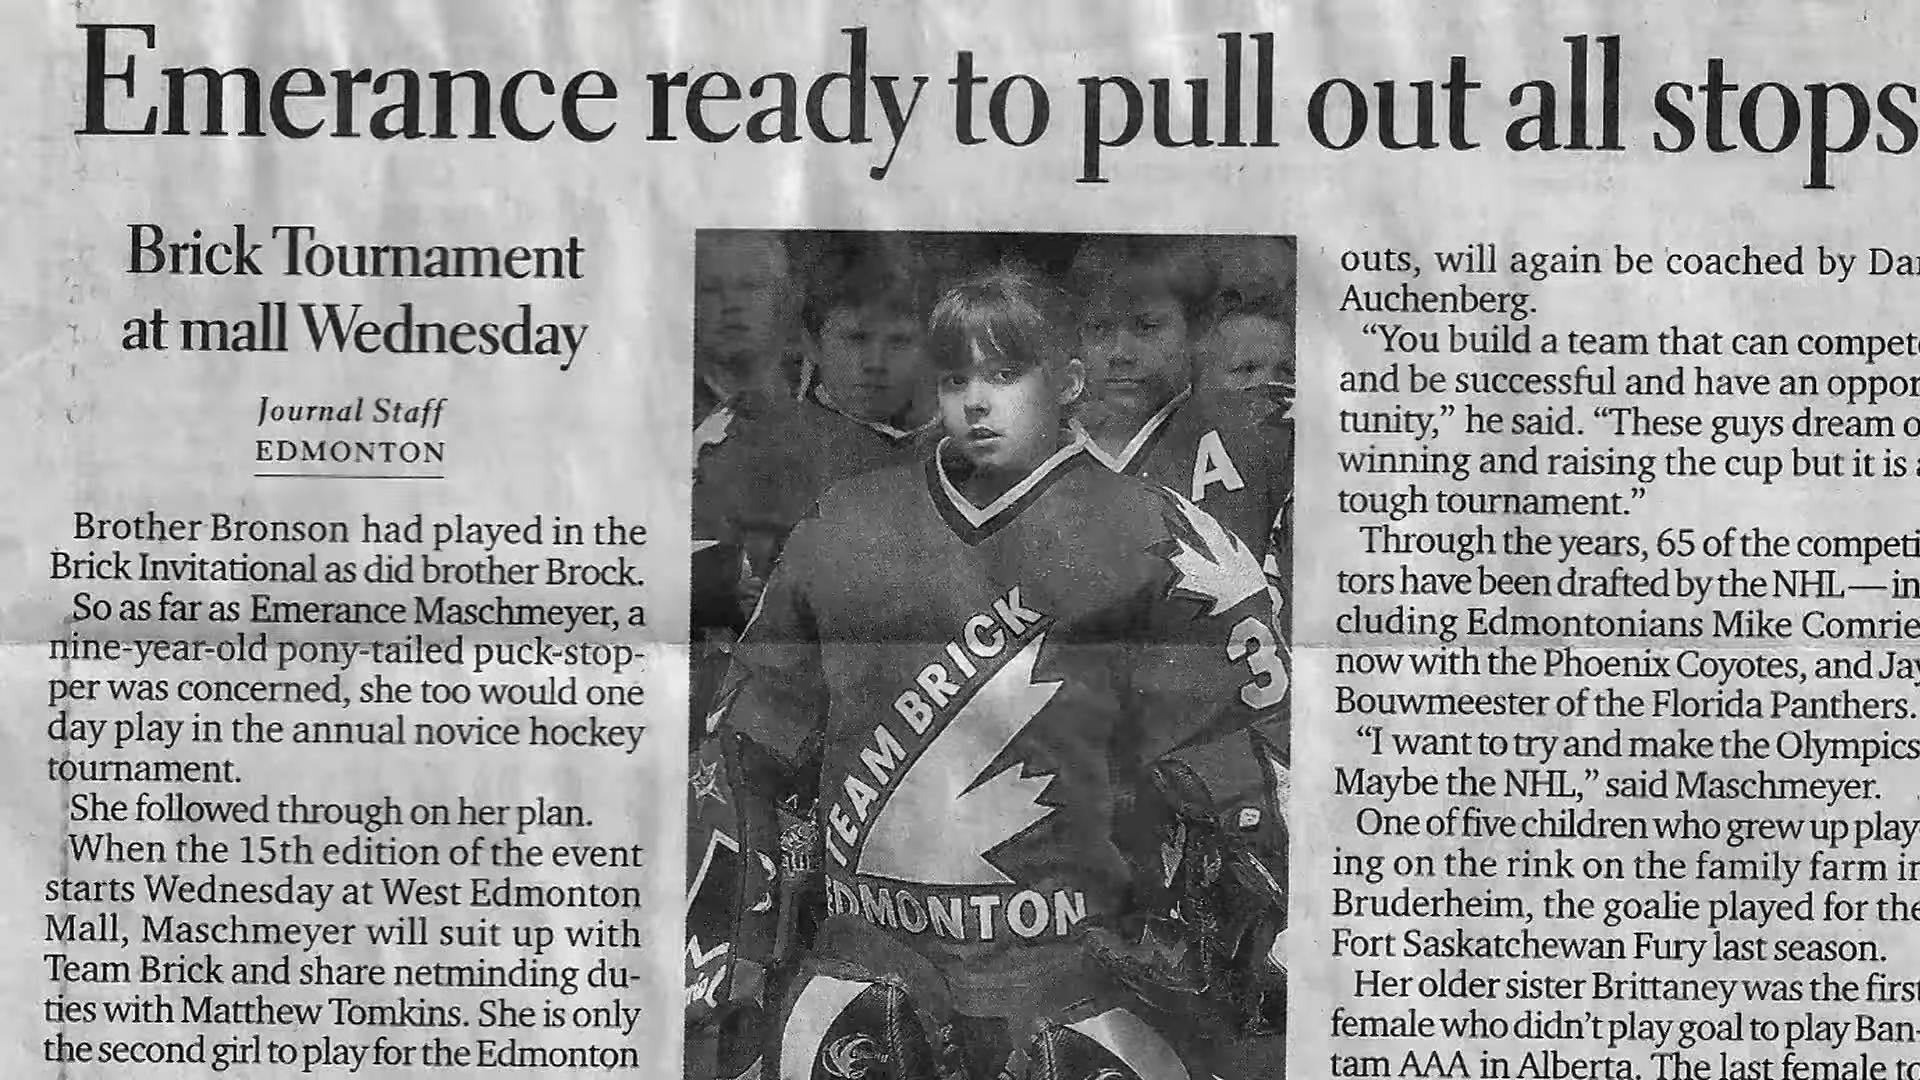 Emerance ready to pull out all stops
Brick Tournament
at mall Wednesday
Journal Staff
EDMONTON
Brother Bronson had played in the
Brick Invitational as did brother Brock.
So as far as Emerance Maschmeyer, a
nine-year-old pony-tailed puck-stop-
per was concerned, she too would one
day play in the annual novice hockey
tournament.
She followed through on her plan.
When the 15th edition of the event
starts Wednesday at West Edmonton
Mall, Maschmeyer will suit up with
Team Brick and share netminding du-
ties with Matthew Tomkins. She is only
the second girl to play for the Edmonton
A
3
TEAM BRICK
EDMONTON
outs, will again be coached by
Auchenberg.
“You build a team that can compete
and be successful and have an oppor
tunity,” he said. “These guys dream o
winning and raising the cup but it is a
tough tournament.”
Through the years, 65 of the competi
tors have been drafted by the NHL — in
cluding Edmontonians Mike Comrie
now with the Phoenix Coyotes, and Jay
Bouwmeester of the Florida Panthers.
“I want to try and make the Olympics
Maybe the NHL,” said Maschmeyer.
One of five children who grew up play
ing on the rink on the family farm in
Bruderheim, the goalie played for the
Fort Saskatchewan Fury last season.
Her older sister Brittaney was the first
female who didn’t play goal to play Ban-
tam AAA in Alberta. The last female to